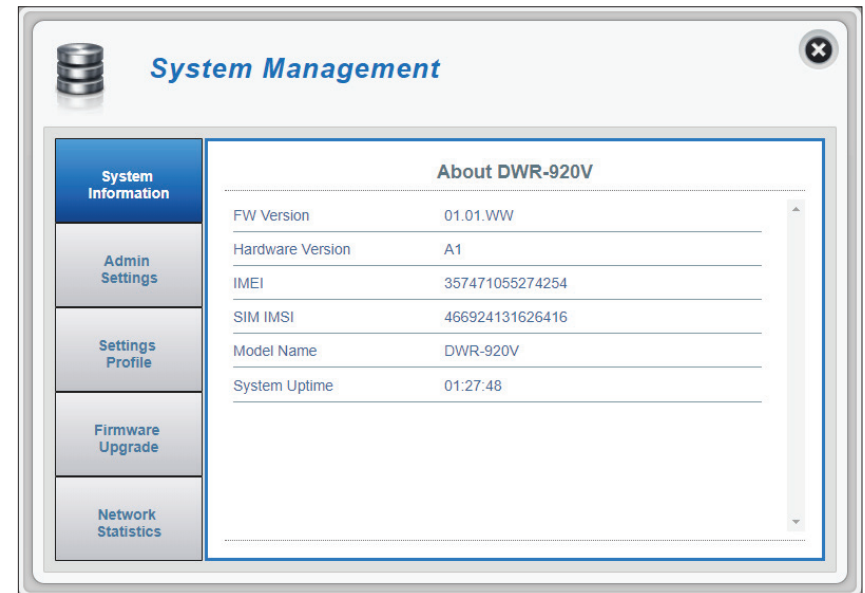 System Management
System
Information
Admin
Settings
Settings
Profile
Firmware
Upgrade
Network
Statistics
About DWR-920V
FW Version 01.01.WW
Hardware Version A1
IMEI 357471055274254
SIM IMSI 466924131626416
Model Name DWR-920V
System Uptime 01:27:48